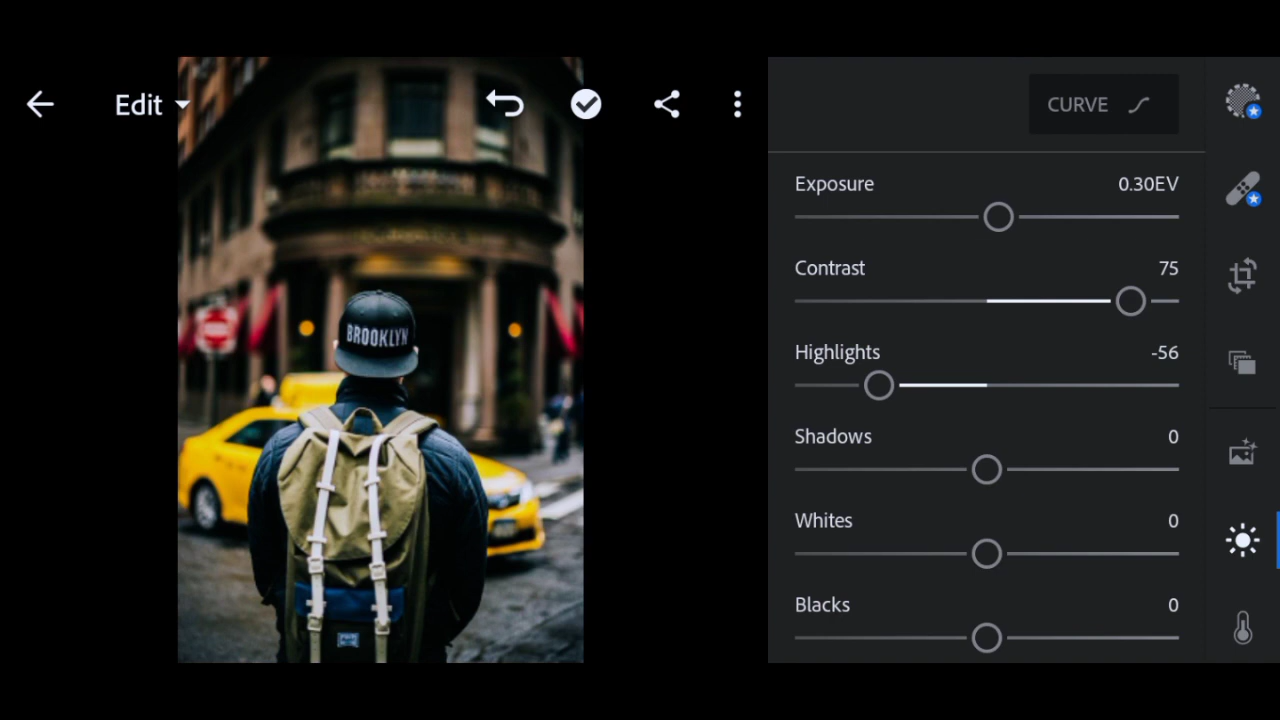 Edit
CURVE
Exposure 0.30EV
Contrast 75
Highlights -56
Shadows 0
Whites 0
Blacks 0
BROOKLYN